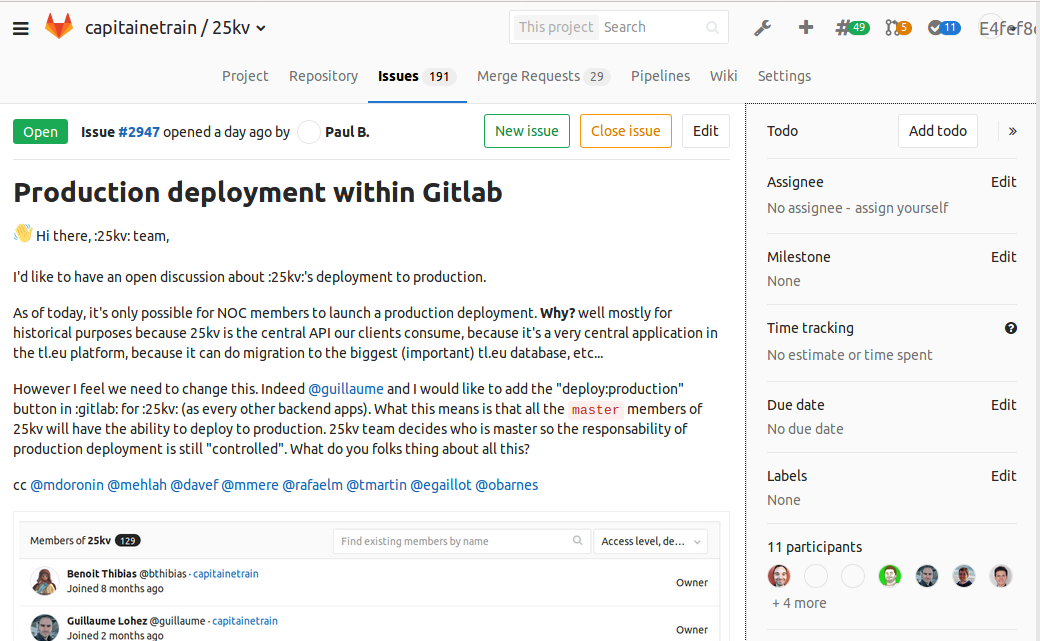 capitainetrain / 25kv
This project Search
49 5 11 E4fef8
Project Repository Issues 191 Merge Requests 29 Pipelines Wiki Settings
Open Issue #2947 opened a day ago by Paul B. New issue Close issue Edit
Production deployment within Gitlab
👋 Hi there, :25kv: team,
I'd like to have an open discussion about :25kv:'s deployment to production.
As of today, it's only possible for NOC members to launch a production deployment. Why? well mostly for
historical purposes because 25kv is the central API our clients consume, because it's a very central application in
the tl.eu platform, because it can do migration to the biggest (important) tl.eu database, etc...
However I feel we need to change this. Indeed @guillaume and I would like to add the "deploy:production"
button in :gitlab: for :25kv: (as every other backend apps). What this means is that all the master members of
25kv will have the ability to deploy to production. 25kv team decides who is master so the responsability of
production deployment is still "controlled". What do you folks thing about all this?
cc @mdoronin @mehlah @davef @mmere @rafaelm @tmartin @egaillot @obarnes
Members of 25kv 129 Find existing members by name Access level, de...
Benoit Thibias @bthibias · capitainetrain
Joined 8 months ago
Owner
Guillaume Lohez @guillaume · capitainetrain
Joined 2 months ago
Owner
Todo Add todo »
Assignee Edit
No assignee - assign yourself
Milestone Edit
None
Time tracking
No estimate or time spent
Due date Edit
No due date
Labels Edit
None
11 participants
+ 4 more